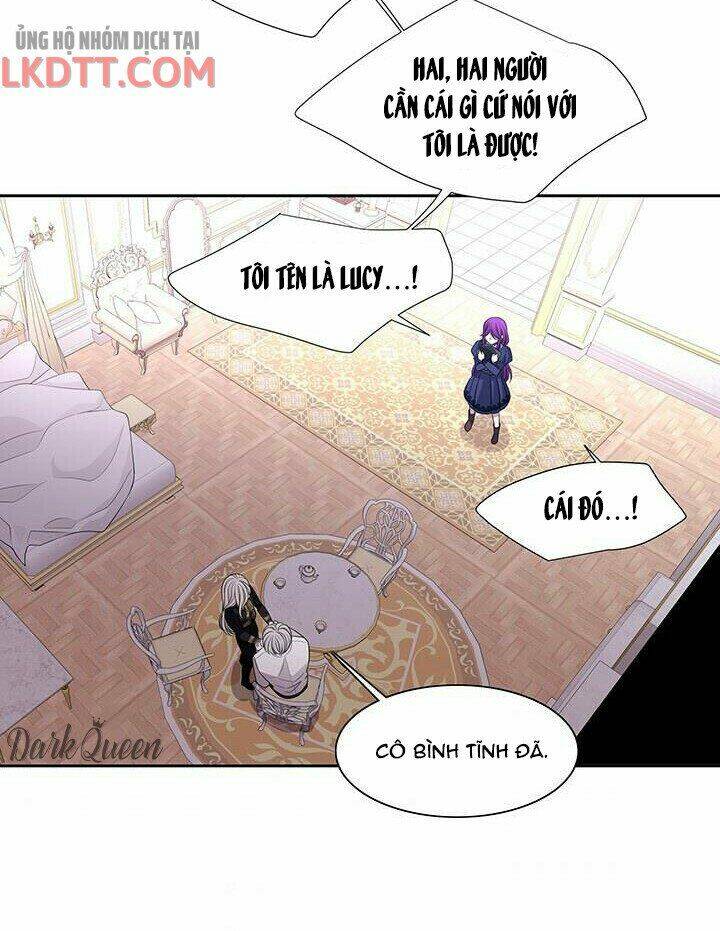 ỦNG HỘ NHÓM DỊCH TẠI
LKDTT.COM
HAI, HAI NGƯỜI
CẦN CÁI GÌ CỨ NÓI VỚI
TÔI LÀ ĐƯỢC!
TÔI TÊN LÀ LUCY...!
CÁI ĐÓ...!
DarkQueen
CÔ BÌNH TĨNH ĐÃ.